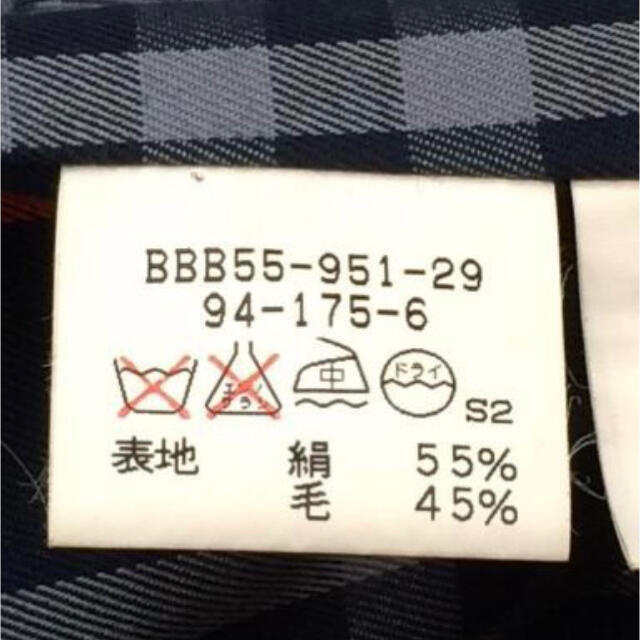 BBB55-951-29
94-175-6
エンソ
サラシ
中
ドライ
S2
表地 絹 55%
毛 45%